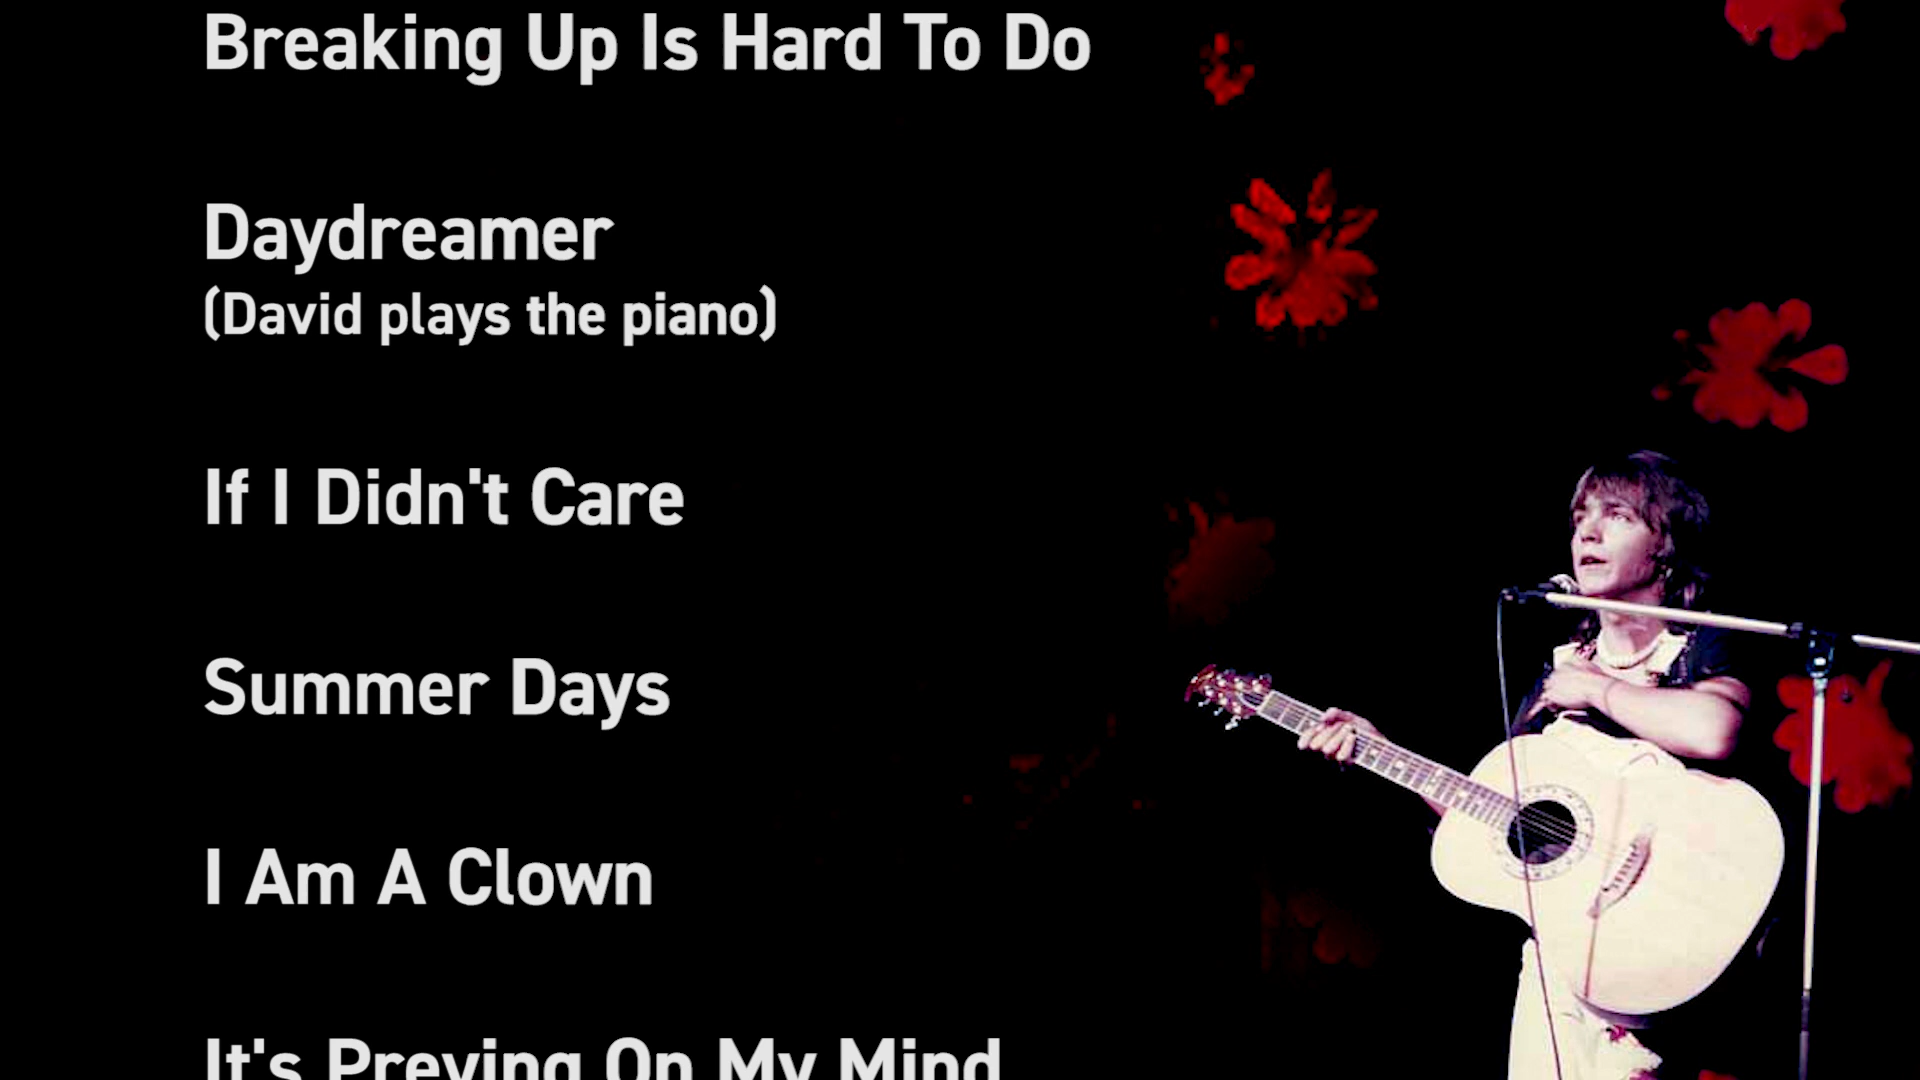 Breaking Up Is Hard To Do
Daydreamer
(David plays the piano)
If I Didn't Care
Summer Days
I Am A Clown
It's Preying On My Mind